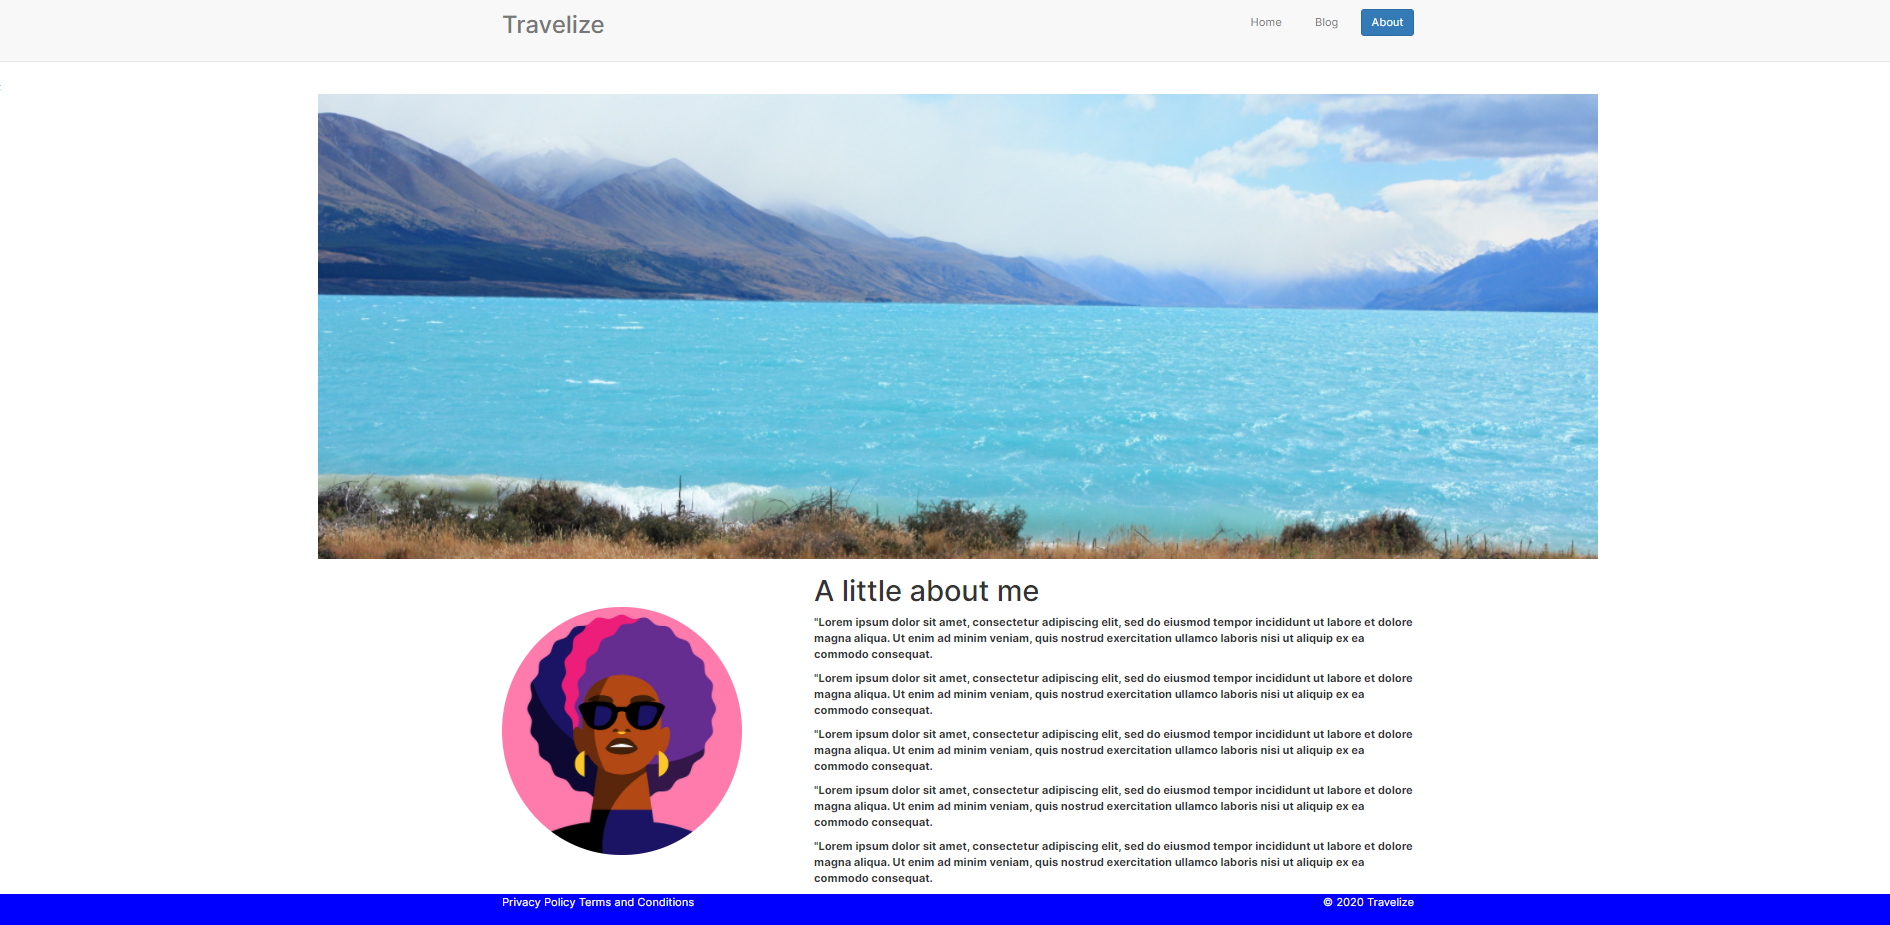 Travelize
Home Blog About
A little about me
"Lorem ipsum dolor sit amet, consectetur adipiscing elit, sed do eiusmod tempor incididunt ut labore et dolore
magna aliqua. Ut enim ad minim veniam, quis nostrud exercitation ullamco laboris nisi ut aliquip ex ea
commodo consequat.
"Lorem ipsum dolor sit amet, consectetur adipiscing elit, sed do eiusmod tempor incididunt ut labore et dolore
magna aliqua. Ut enim ad minim veniam, quis nostrud exercitation ullamco laboris nisi ut aliquip ex ea
commodo consequat.
"Lorem ipsum dolor sit amet, consectetur adipiscing elit, sed do eiusmod tempor incididunt ut labore et dolore
magna aliqua. Ut enim ad minim veniam, quis nostrud exercitation ullamco laboris nisi ut aliquip ex ea
commodo consequat.
"Lorem ipsum dolor sit amet, consectetur adipiscing elit, sed do eiusmod tempor incididunt ut labore et dolore
magna aliqua. Ut enim ad minim veniam, quis nostrud exercitation ullamco laboris nisi ut aliquip ex ea
commodo consequat.
"Lorem ipsum dolor sit amet, consectetur adipiscing elit, sed do eiusmod tempor incididunt ut labore et dolore
magna aliqua. Ut enim ad minim veniam, quis nostrud exercitation ullamco laboris nisi ut aliquip ex ea
commodo consequat.
Privacy Policy Terms and Conditions © 2020 Travelize